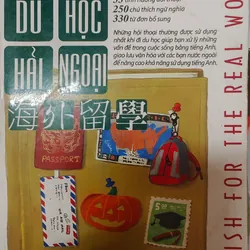 DU HỌC
HẢI NGOẠI
海外留學
250 chú thích ngữ nghĩa
330 từ đơn bổ sung
Những hội thoại thường được sử dụng
nhất khi đi du học giúp bạn xử lý những
vấn đề trong cuộc sống bằng tiếng Anh,
giao lưu văn hóa với các bạn nước ngoài
để nâng cao khả năng sử dụng tiếng Anh.
PASSPORT
SH FOR THE REAL WO